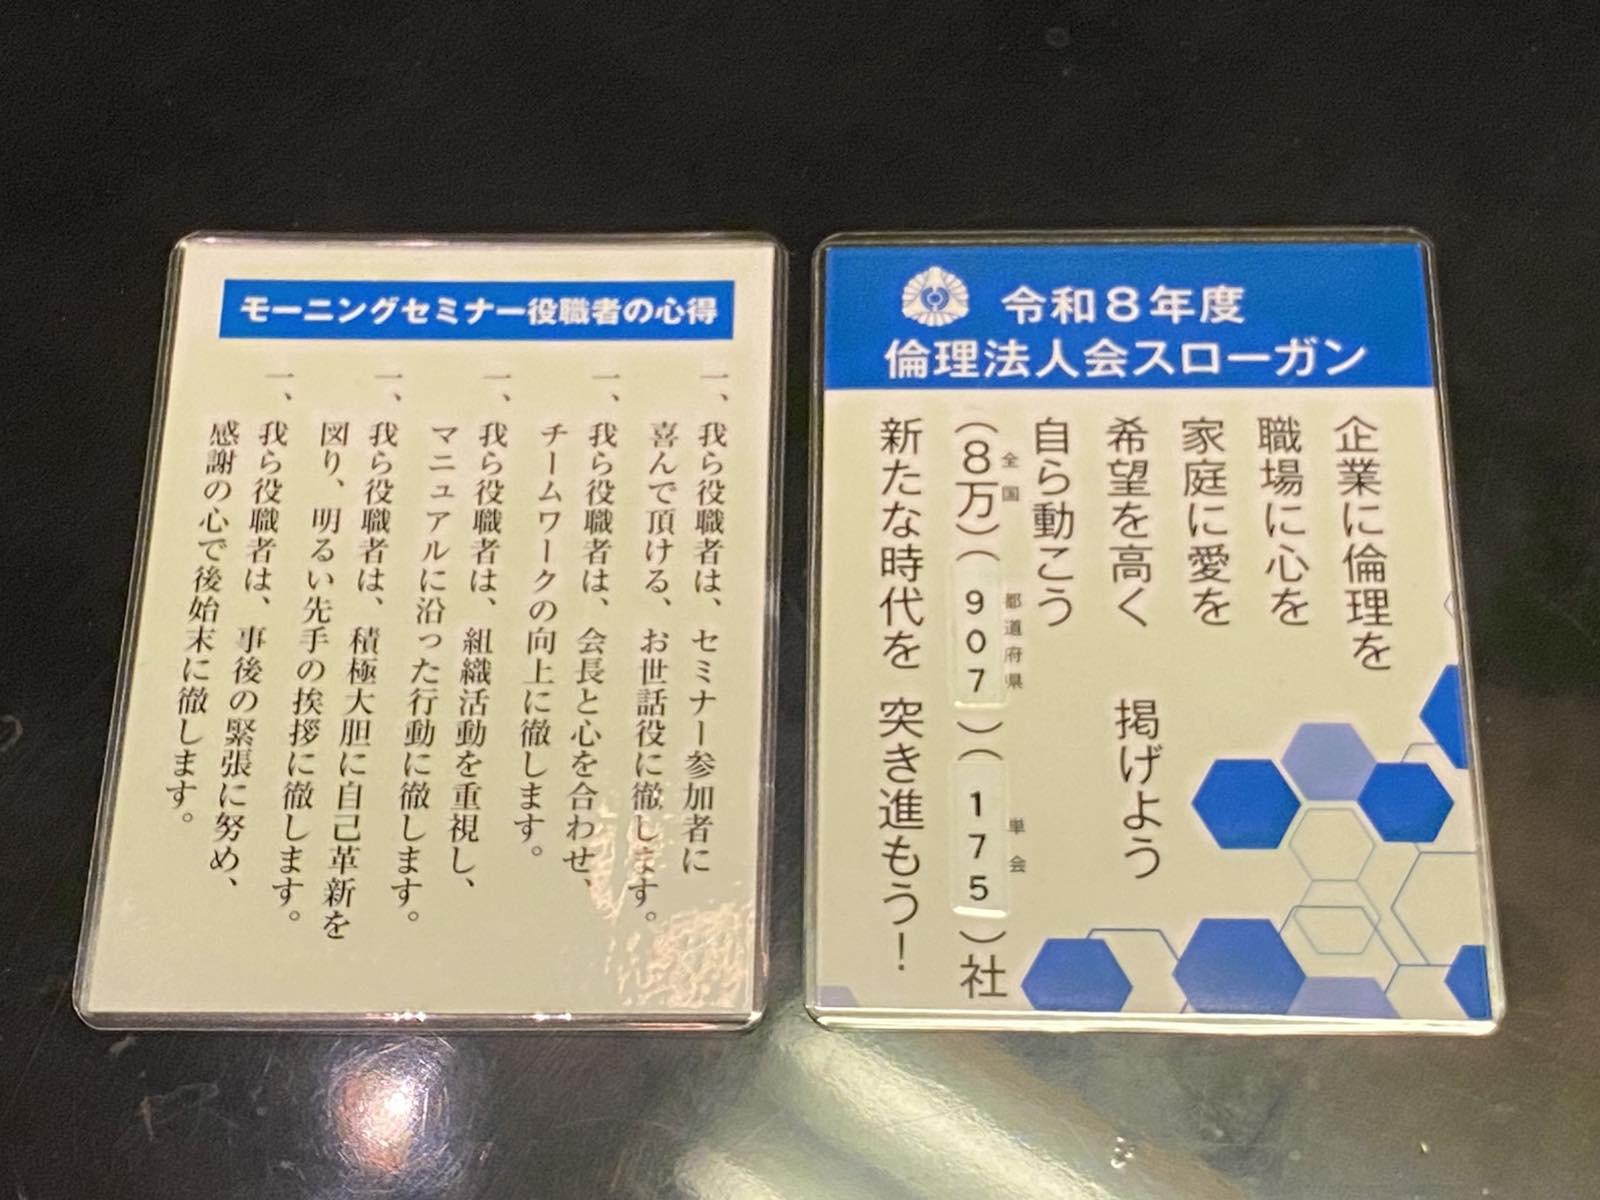 モーニングセミナー役職者の心得
一、我ら役職者は、セミナー参加者に
喜んで頂ける、お世話役に徹します。
一、我ら役職者は、会長と心を合わせ、
チームワークの向上に徹します。
一、我ら役職者は、組織活動を重視し、
マニュアルに沿った行動に徹します。
一、我ら役職者は、積極大胆に自己革新を
図り、明るい先手の挨拶に徹します。
一、我ら役職者は、事後の緊張に努め、
感謝の心で後始末に徹します。
令和8年度
倫理法人会スローガン
企業に倫理を
職場に心を
家庭に愛を
希望を高く 掲げよう
自ら動こう
全国 都道府県 単会
(8万)(907)(175)社
新たな時代を 突き進もう!